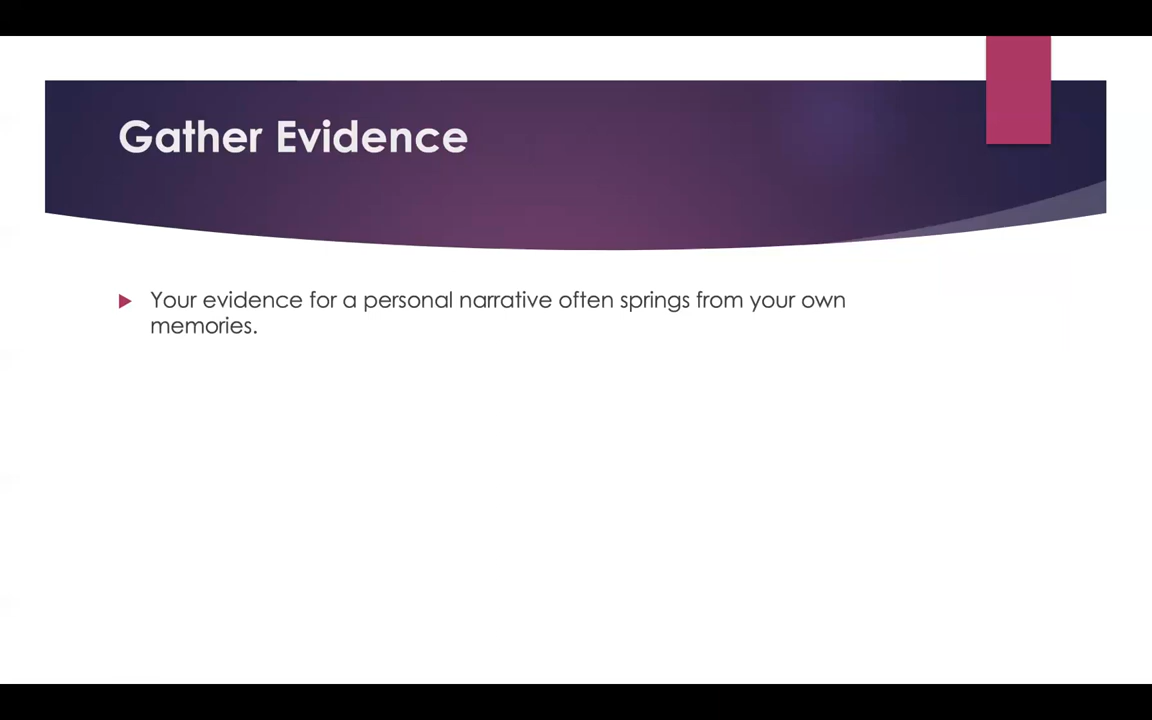 Gather Evidence
Your evidence for a personal narrative often springs from your own
memories.